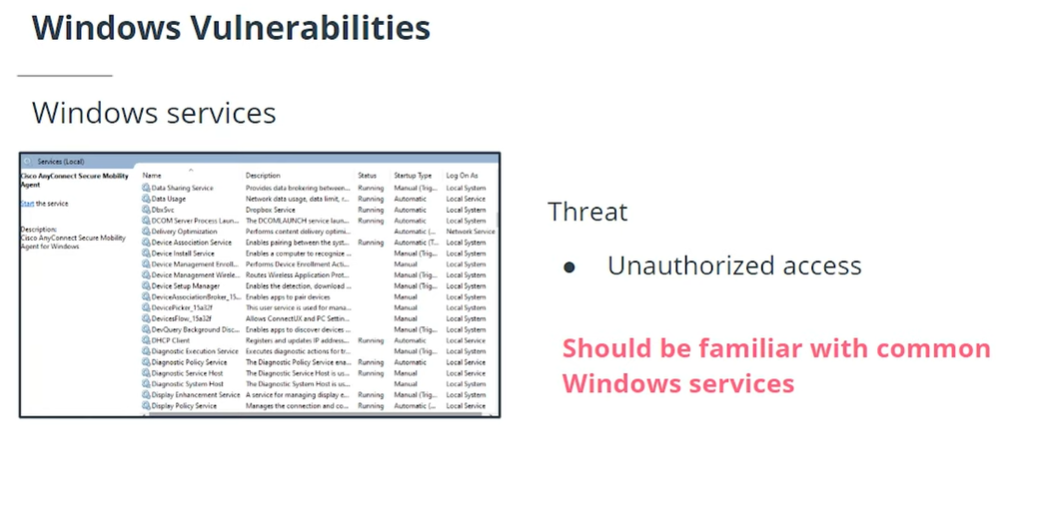 Windows Vulnerabilities
Windows services
Services (Local)
Cisco AnyConnect Secure Mobility
Agent
Start the service
Description:
Cisco AnyConnect Secure Mobility
Agent for Windows
Name Description Status Startup Type Log On As
Data Sharing Service Provides data brokering between... Running Manual (Trig... Local System
Data Usage Network data usage, data limit, r... Running Automatic Local Service
DbxSvc Dropbox Service Running Automatic Local System
DCOM Server Process Laun... The DCOMLAUNCH service laun... Running Automatic Local System
Delivery Optimization Performs content delivery optimi... Automatic (... Network Service
Device Association Service Enables pairing between the syst... Running Automatic (T... Local System
Device Install Service Enables a computer to recognize ... Manual (Trig... Local System
Device Management Enroll... Performs Device Enrollment Acti... Manual Local System
Device Management Wirele... Routes Wireless Application Prot... Manual (Trig... Local System
Device Setup Manager Enables the detection, download ... Manual (Trig... Local System
DeviceAssociationBroker_15... Enables apps to pair devices Manual Local System
DevicePicker_15a32f This user service is used for mana... Manual Local System
DevicesFlow_15a32f Allows ConnectUX and PC Settin... Manual Local System
DevQuery Background Disc... Enables apps to discover devices ... Manual (Trig... Local System
DHCP Client Registers and updates IP address... Running Automatic Local Service
Diagnostic Execution Service Executes diagnostic actions for tr... Manual (Trig... Local System
Diagnostic Policy Service The Diagnostic Policy Service ena... Running Automatic Local Service
Diagnostic Service Host The Diagnostic Service Host is us... Running Manual Local Service
Diagnostic System Host The Diagnostic System Host is us... Manual Local System
Display Enhancement Service A service for managing display e... Running Manual (Trig... Local System
Display Policy Service Manages the connection and co... Running Automatic (... Local Service
Threat
● Unauthorized access
Should be familiar with common
Windows services